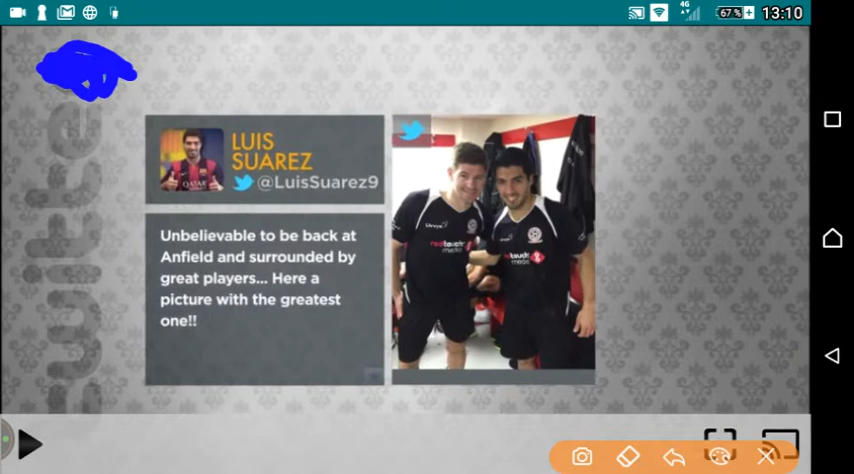 4G
67%
13:10
LUIS
SUAREZ
@LuisSuarez9
Unbelievable to be back at
Anfield and surrounded by
great players... Here a
picture with the greatest
one!!
QATAR